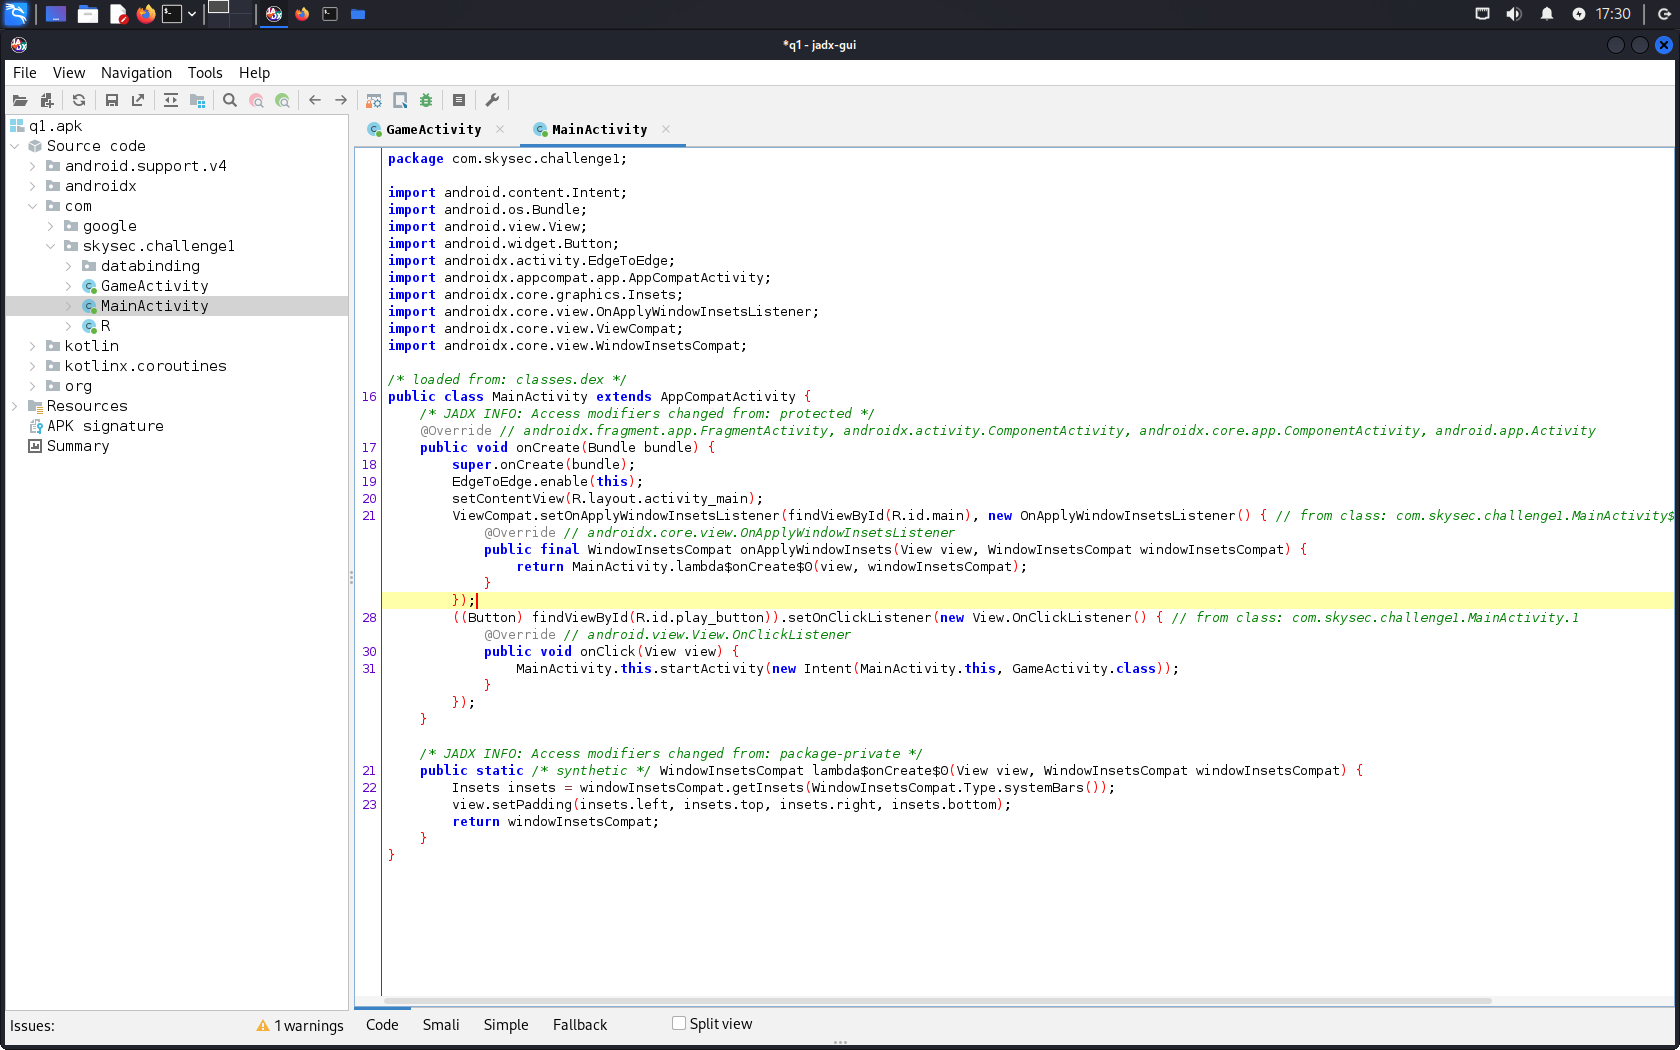 17:30
*q1 - jadx-gui
File View Navigation Tools Help
q1.apk
Source code
android.support.v4
androidx
com
google
skysec.challenge1
databinding
GameActivity
MainActivity
R
kotlin
kotlinx.coroutines
org
Resources
APK signature
Summary
Issues: 1 warnings
GameActivity MainActivity
package com.skysec.challenge1;
import android.content.Intent;
import android.os.Bundle;
import android.view.View;
import android.widget.Button;
import androidx.activity.EdgeToEdge;
import androidx.appcompat.app.AppCompatActivity;
import androidx.core.graphics.Insets;
import androidx.core.view.OnApplyWindowInsetsListener;
import androidx.core.view.ViewCompat;
import androidx.core.view.WindowInsetsCompat;
/* loaded from: classes.dex */
16 public class MainActivity extends AppCompatActivity {
/* JADX INFO: Access modifiers changed from: protected */
@Override // androidx.fragment.app.FragmentActivity, androidx.activity.ComponentActivity, androidx.core.app.ComponentActivity, android.app.Activity
17 public void onCreate(Bundle bundle) {
18 super.onCreate(bundle);
19 EdgeToEdge.enable(this);
20 setContentView(R.layout.activity_main);
21 ViewCompat.setOnApplyWindowInsetsListener(findViewById(R.id.main), new OnApplyWindowInsetsListener() { // from class: com.skysec.challenge1.MainActivity$
@Override // androidx.core.view.OnApplyWindowInsetsListener
public final WindowInsetsCompat onApplyWindowInsets(View view, WindowInsetsCompat windowInsetsCompat) {
return MainActivity.lambda$onCreate$0(view, windowInsetsCompat);
}
});
28 ((Button) findViewById(R.id.play_button)).setOnClickListener(new View.OnClickListener() { // from class: com.skysec.challenge1.MainActivity.1
@Override // android.view.View.OnClickListener
30 public void onClick(View view) {
31 MainActivity.this.startActivity(new Intent(MainActivity.this, GameActivity.class));
}
});
}
/* JADX INFO: Access modifiers changed from: package-private */
21 public static /* synthetic */ WindowInsetsCompat lambda$onCreate$0(View view, WindowInsetsCompat windowInsetsCompat) {
22 Insets insets = windowInsetsCompat.getInsets(WindowInsetsCompat.Type.systemBars());
23 view.setPadding(insets.left, insets.top, insets.right, insets.bottom);
return windowInsetsCompat;
}
}
Code Smali Simple Fallback Split view